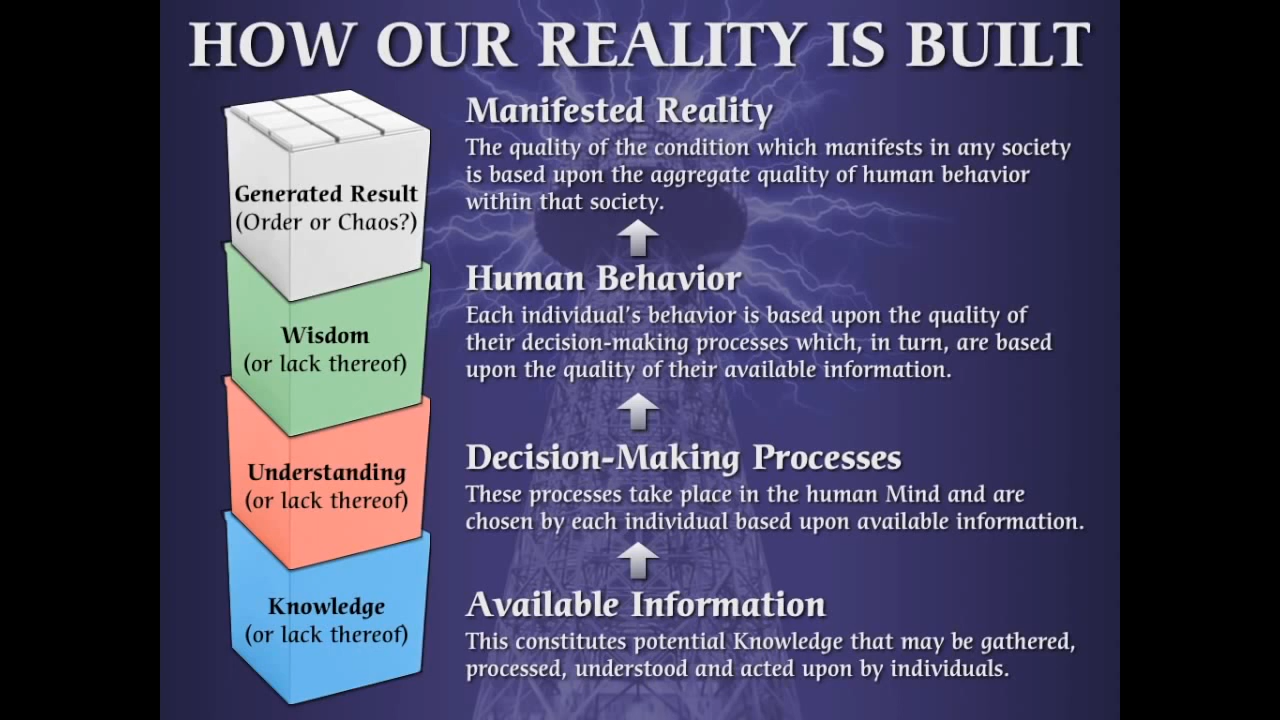 HOW OUR REALITY IS BUILT
Generated Result
(Order or Chaos?)
Manifested Reality
The quality of the condition which manifests in any society
is based upon the aggregate quality of human behavior
within that society.
Wisdom
(or lack thereof)
Human Behavior
Each individual's behavior is based upon the quality of
their decision-making processes which, in turn, are based
upon the quality of their available information.
Understanding
(or lack thereof)
Decision-Making Processes
These processes take place in the human Mind and are
chosen by each individual based upon available information.
Knowledge
(or lack thereof)
Available Information
This constitutes potential Knowledge that may be gathered,
processed, understood and acted upon by individuals.